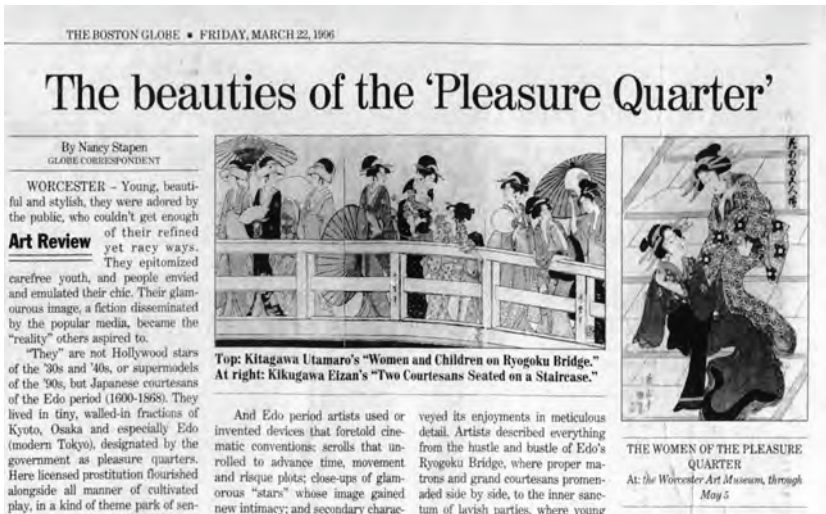 THE BOSTON GLOBE • FRIDAY, MARCH 22, 1996
The beauties of the ‘Pleasure Quarter’
By Nancy Stapen
GLOBE CORRESPONDENT
WORCESTER – Young, beauti-
ful and stylish, they were adored by
the public, who couldn't get enough
Art Review
of their refined
yet racy ways.
They epitomized
carefree youth, and people envied
and emulated their chic. Their glam-
ourous image, a fiction disseminated
by the popular media, became the
“reality” others aspired to.
“They” are not Hollywood stars
of the '30s and '40s, or supermodels
of the '90s, but Japanese courtesans
of the Edo period (1600-1868). They
lived in tiny, walled-in fractions of
Kyoto, Osaka and especially Edo
(modern Tokyo), designated by the
government as pleasure quarters.
Here licensed prostitution flourished
alongside all manner of cultivated
play, in a kind of theme park of sen-
Top: Kitagawa Utamaro's “Women and Children on Ryogoku Bridge.”
At right: Kikugawa Eizan's “Two Courtesans Seated on a Staircase.”
And Edo period artists used or
invented devices that foretold cine-
matic conventions: scrolls that un-
rolled to advance time, movement
and risque plots; close-ups of glam-
orous “stars” whose image gained
new intimacy; and secondary charac-
veyed its enjoyments in meticulous
detail. Artists described everything
from the hustle and bustle of Edo's
Ryogoku Bridge, where proper ma-
trons and grand courtesans promen-
aded side by side, to the inner sanc-
tum of lavish parties, where young
THE WOMEN OF THE PLEASURE
QUARTER
At: the Worcester Art Museum, through
May 5